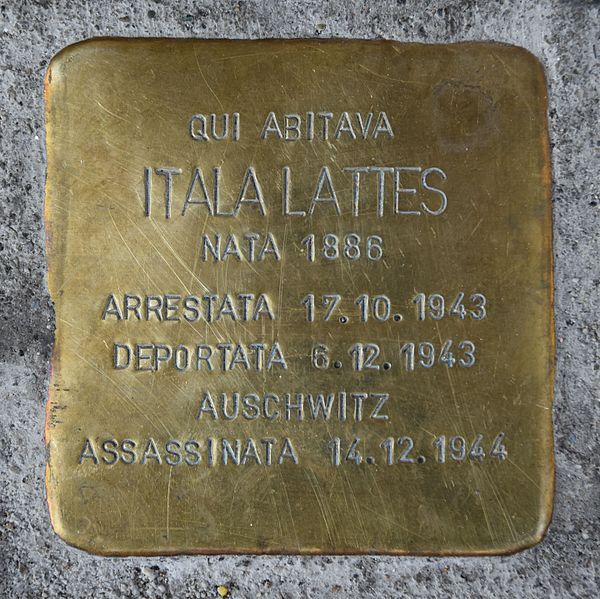 QUI ABITAVA
ITALA LATTES
NATA 1886
ARRESTATA 17.10.1943
DEPORTATA 6.12.1943
AUSCHWITZ
ASSASSINATA 14.12.1944